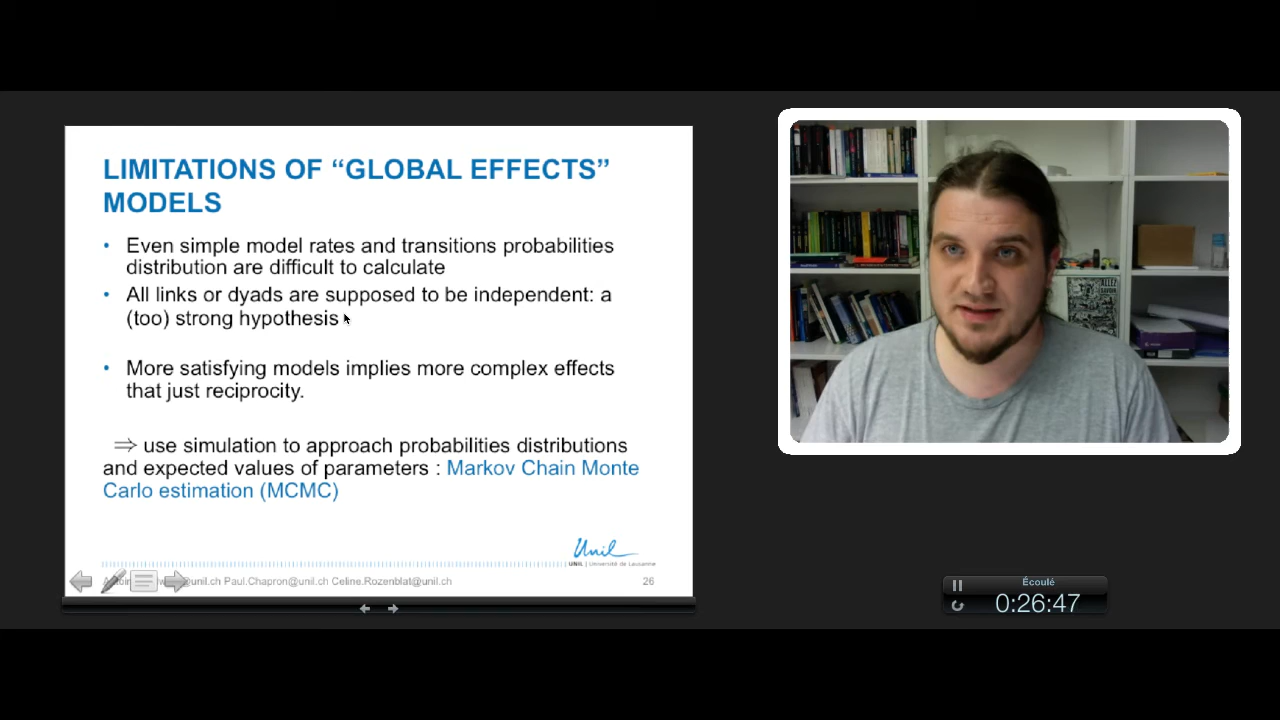 LIMITATIONS OF “GLOBAL EFFECTS”
MODELS
• Even simple model rates and transitions probabilities
distribution are difficult to calculate
• All links or dyads are supposed to be independent: a
(too) strong hypothesis
• More satisfying models implies more complex effects
that just reciprocity.
⇒ use simulation to approach probabilities distributions
and expected values of parameters : Markov Chain Monte
Carlo estimation (MCMC)
Unil
UNIL | Université de Lausanne
@unil.ch Paul.Chapron@unil.ch Celine.Rozenblat@unil.ch 26
Écoulé
0:26:47